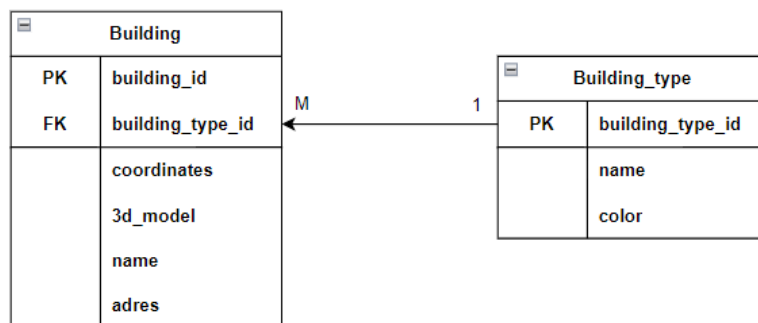 Building
PK building_id
FK building_type_id
coordinates
3d_model
name
adres
M 1
Building_type
PK building_type_id
name
color